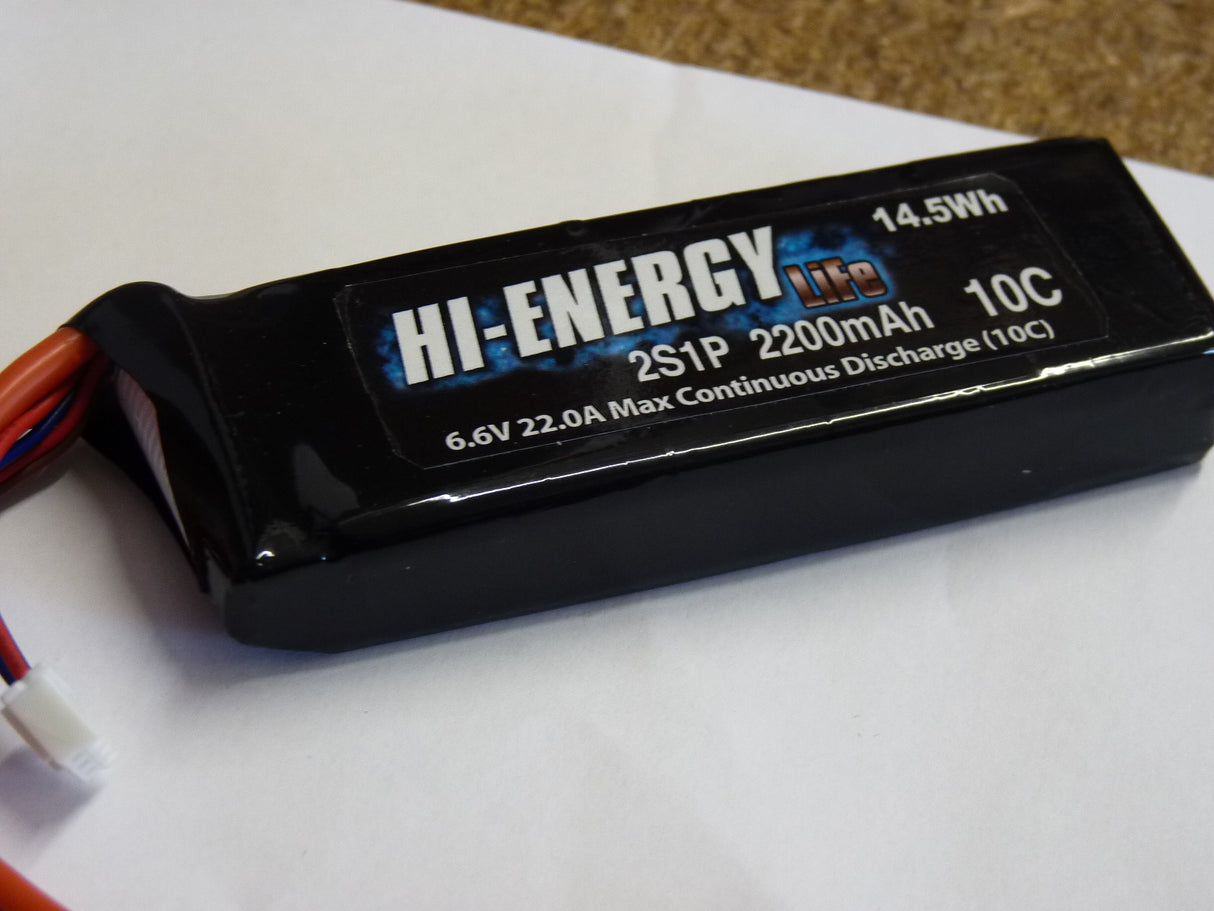 14.5Wh
HI-ENERGY LiFe
2S1P 2200mAh 10C
6.6V 22.0A Max Continuous Discharge (10C)